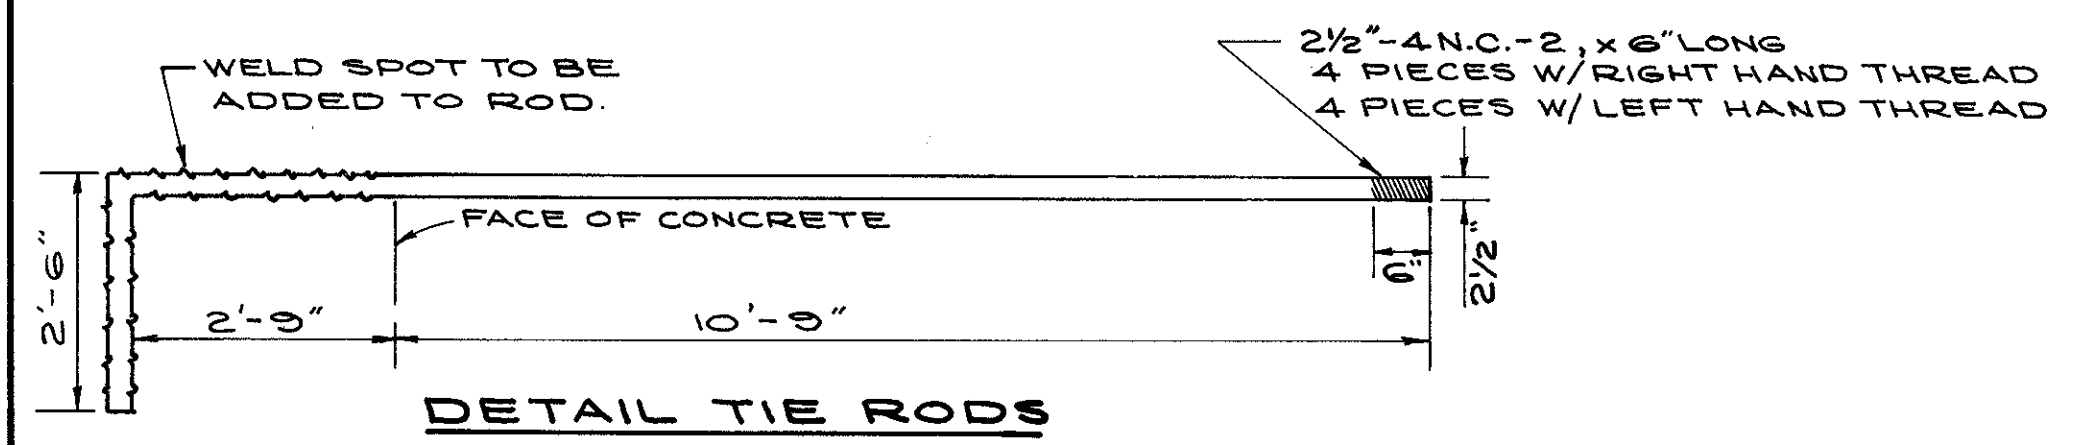 WELD SPOT TO BE
ADDED TO ROD.
2½"-4 N.C.-2, x 6" LONG
4 PIECES W/RIGHT HAND THREAD
4 PIECES W/LEFT HAND THREAD
FACE OF CONCRETE
2'-6"
2'-9"
10'-9"
6"
2½"
DETAIL TIE RODS